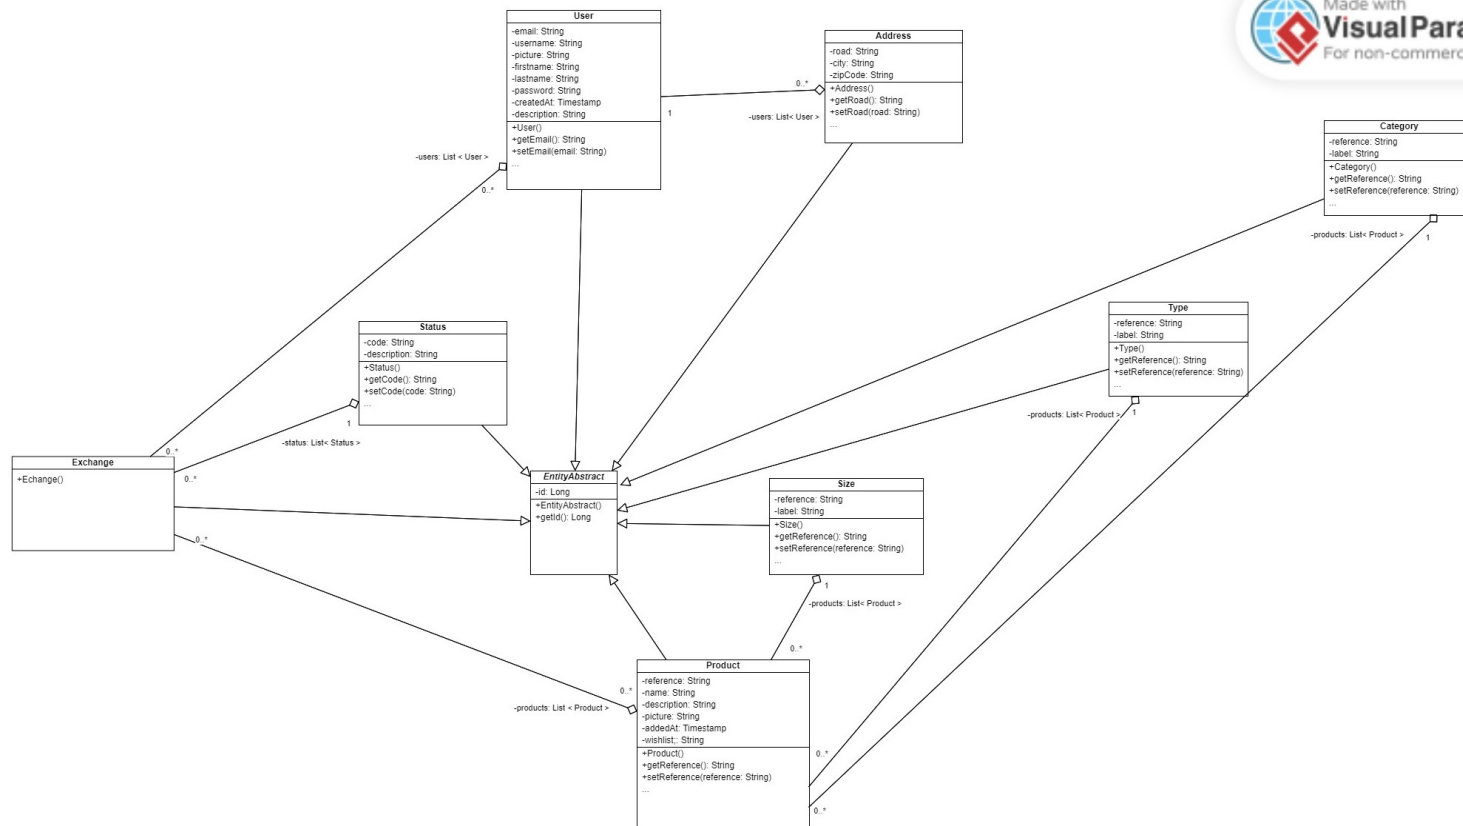 Made with
User
-email: String
-username: String
-picture: String
-firstname: String
-lastname: String
-password: String
-createdAt: Timestamp
-description: String
+User()
+getEmail(): String
+setEmail(email: String)
...
-users: List < User >
0..*
1
0..*
-users: List< User >
Address
-road: String
-city: String
-zipCode: String
+Address()
+getRoad(): String
+setRoad(road: String)
...
Category
-reference: String
-label: String
+Category()
+getReference(): String
+setReference(reference: String)
...
-products: List< Product >
1
Status
-code: String
-description: String
+Status()
+getCode(): String
+setCode(code: String)
...
1
-status: List< Status >
Type
-reference: String
-label: String
+Type()
+getReference(): String
+setReference(reference: String)
...
-products: List< Product >
1
Exchange
+Echange()
0..*
0..*
0..*
EntityAbstract
-id: Long
+EntityAbstract()
+getId(): Long
Size
-reference: String
-label: String
+Size()
+getReference(): String
+setReference(reference: String)
...
1
-products: List< Product >
0..*
0..*
-products: List < Product >
Product
-reference: String
-name: String
-description: String
-picture: String
-addedAt: Timestamp
-wishlist;: String
+Product()
+getReference(): String
+setReference(reference: String)
...
0..*
0..*